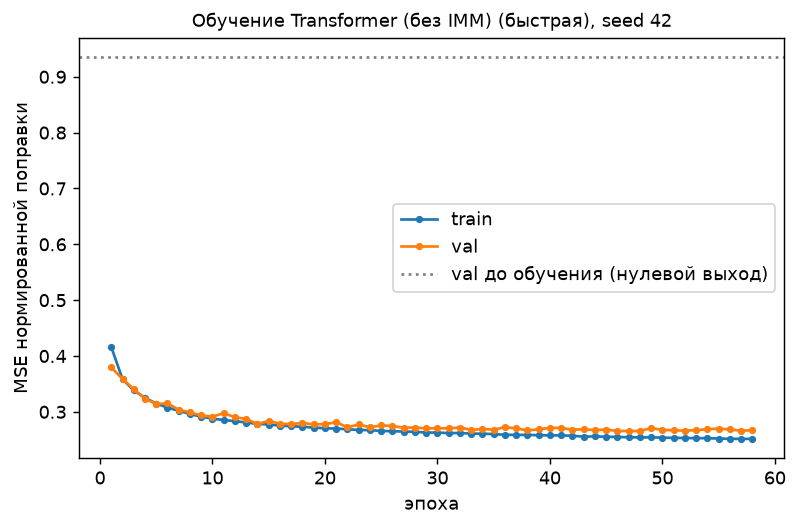 Обучение Transformer (без IMM) (быстрая), seed 42
MSE нормированной поправки
0.9
0.8
0.7
0.6
0.5
0.4
0.3
train
val
val до обучения (нулевой выход)
0 10 20 30 40 50 60
эпоха